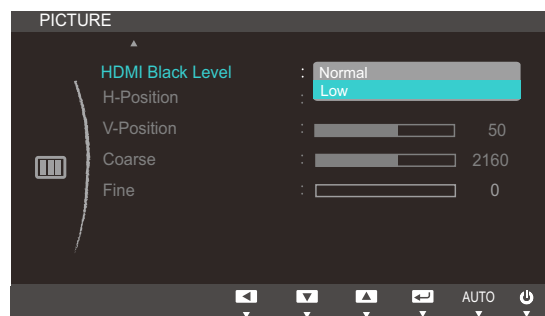 PICTURE
HDMI Black Level : Normal
Low
H-Position :
V-Position : 50
Coarse : 2160
Fine : 0
AUTO